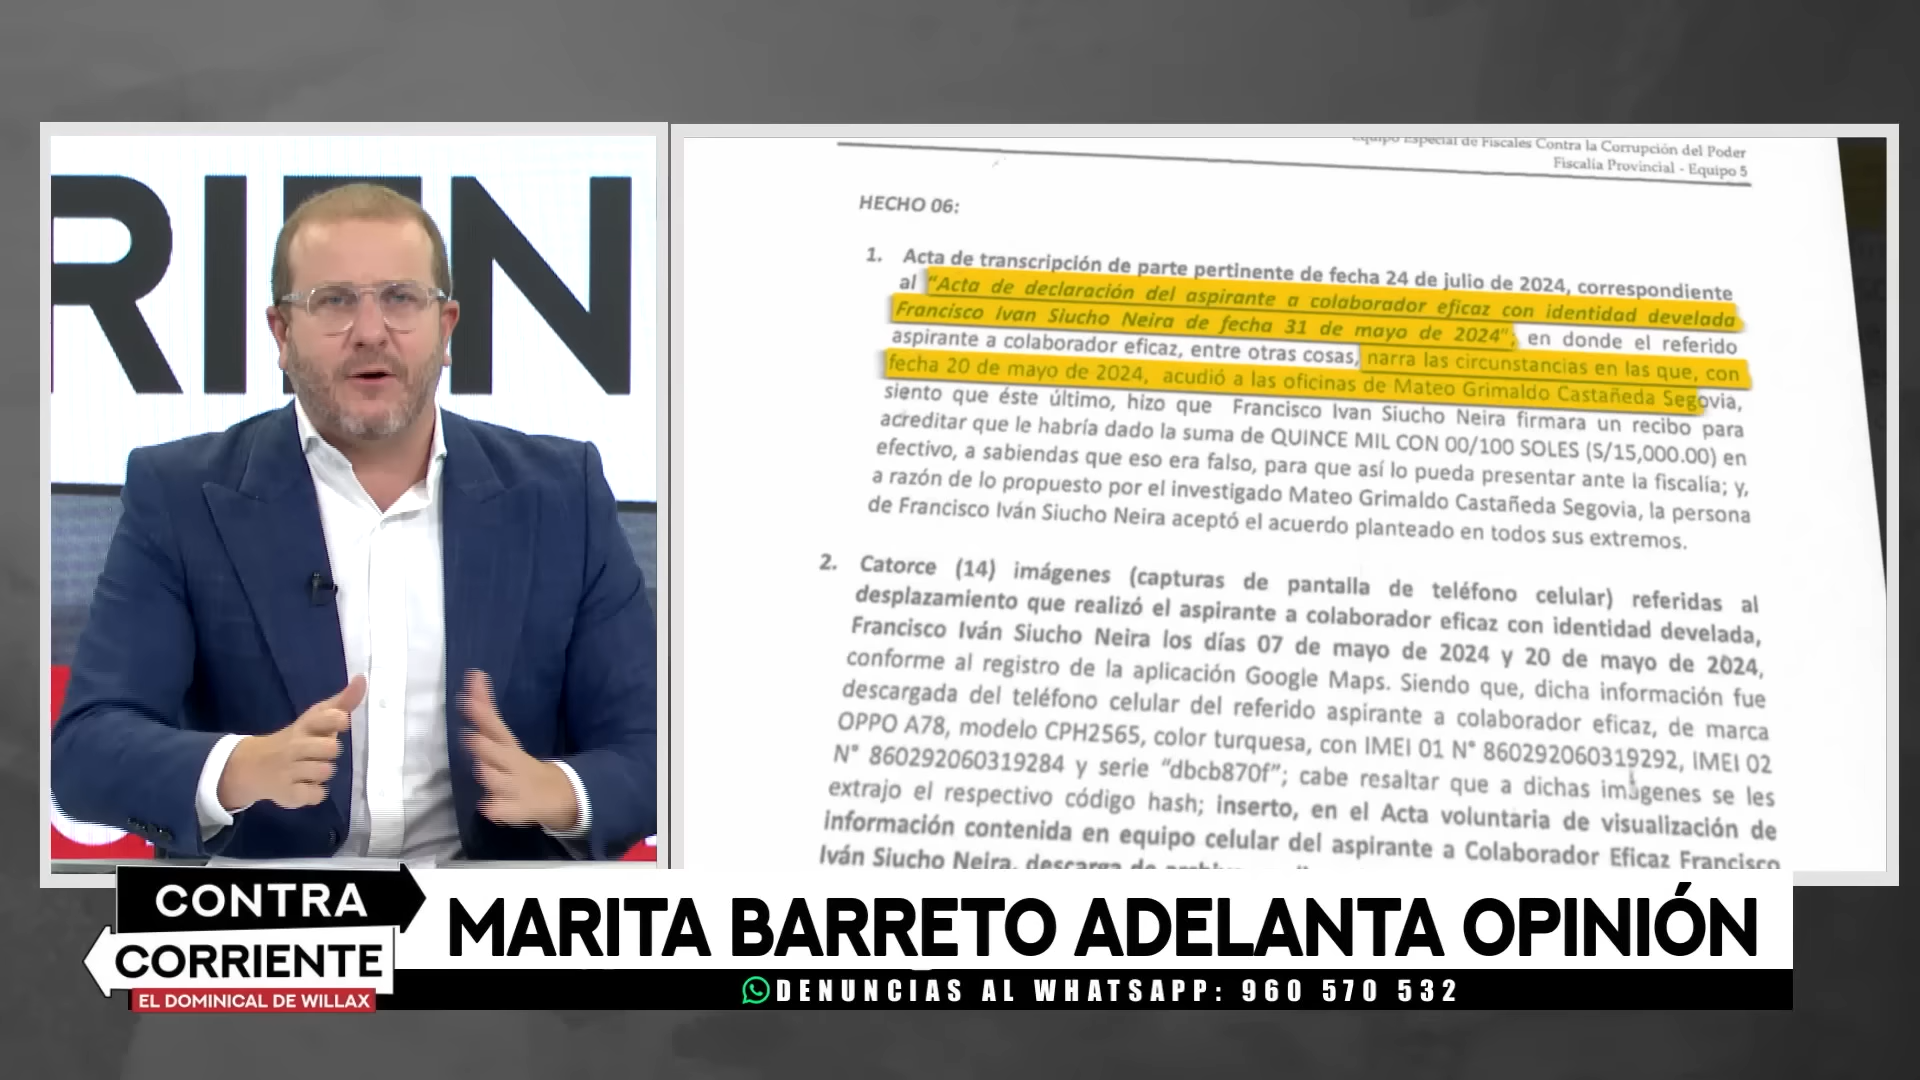 RIEN
Equipo Especial de Fiscales Contra la Corrupción del Poder
Fiscalía Provincial - Equipo 5
HECHO 06:
1. Acta de transcripción de parte pertinente de fecha 24 de julio de 2024, correspondiente
al “Acta de declaración del aspirante a colaborador eficaz con identidad develada
Francisco Ivan Siucho Neira de fecha 31 de mayo de 2024”, en donde el referido
aspirante a colaborador eficaz, entre otras cosas, narra las circunstancias en las que, con
fecha 20 de mayo de 2024, acudió a las oficinas de Mateo Grimaldo Castañeda Segovia,
siento que éste último, hizo que Francisco Ivan Siucho Neira firmara un recibo para
acreditar que le habría dado la suma de QUINCE MIL CON 00/100 SOLES (S/15,000.00) en
efectivo, a sabiendas que eso era falso, para que así lo pueda presentar ante la fiscalía; y,
a razón de lo propuesto por el investigado Mateo Grimaldo Castañeda Segovia, la persona
de Francisco Iván Siucho Neira aceptó el acuerdo planteado en todos sus extremos.
2. Catorce (14) imágenes (capturas de pantalla de teléfono celular) referidas al
desplazamiento que realizó el aspirante a colaborador eficaz con identidad develada,
Francisco Iván Siucho Neira los días 07 de mayo de 2024 y 20 de mayo de 2024,
conforme al registro de la aplicación Google Maps. Siendo que, dicha información fue
descargada del teléfono celular del referido aspirante a colaborador eficaz, de marca
OPPO A78, modelo CPH2565, color turquesa, con IMEI 01 N° 860292060319292, IMEI 02
N° 860292060319284 y serie “dbcb870f”; cabe resaltar que a dichas imágenes se les
extrajo el respectivo código hash; inserto, en el Acta voluntaria de visualización de
información contenida en equipo celular del aspirante a Colaborador Eficaz Francisco
Iván Siucho Neira, descarga de
CONTRA
CORRIENTE
EL DOMINICAL DE WILLAX
MARITA BARRETO ADELANTA OPINIÓN
DENUNCIAS AL WHATSAPP: 960 570 532